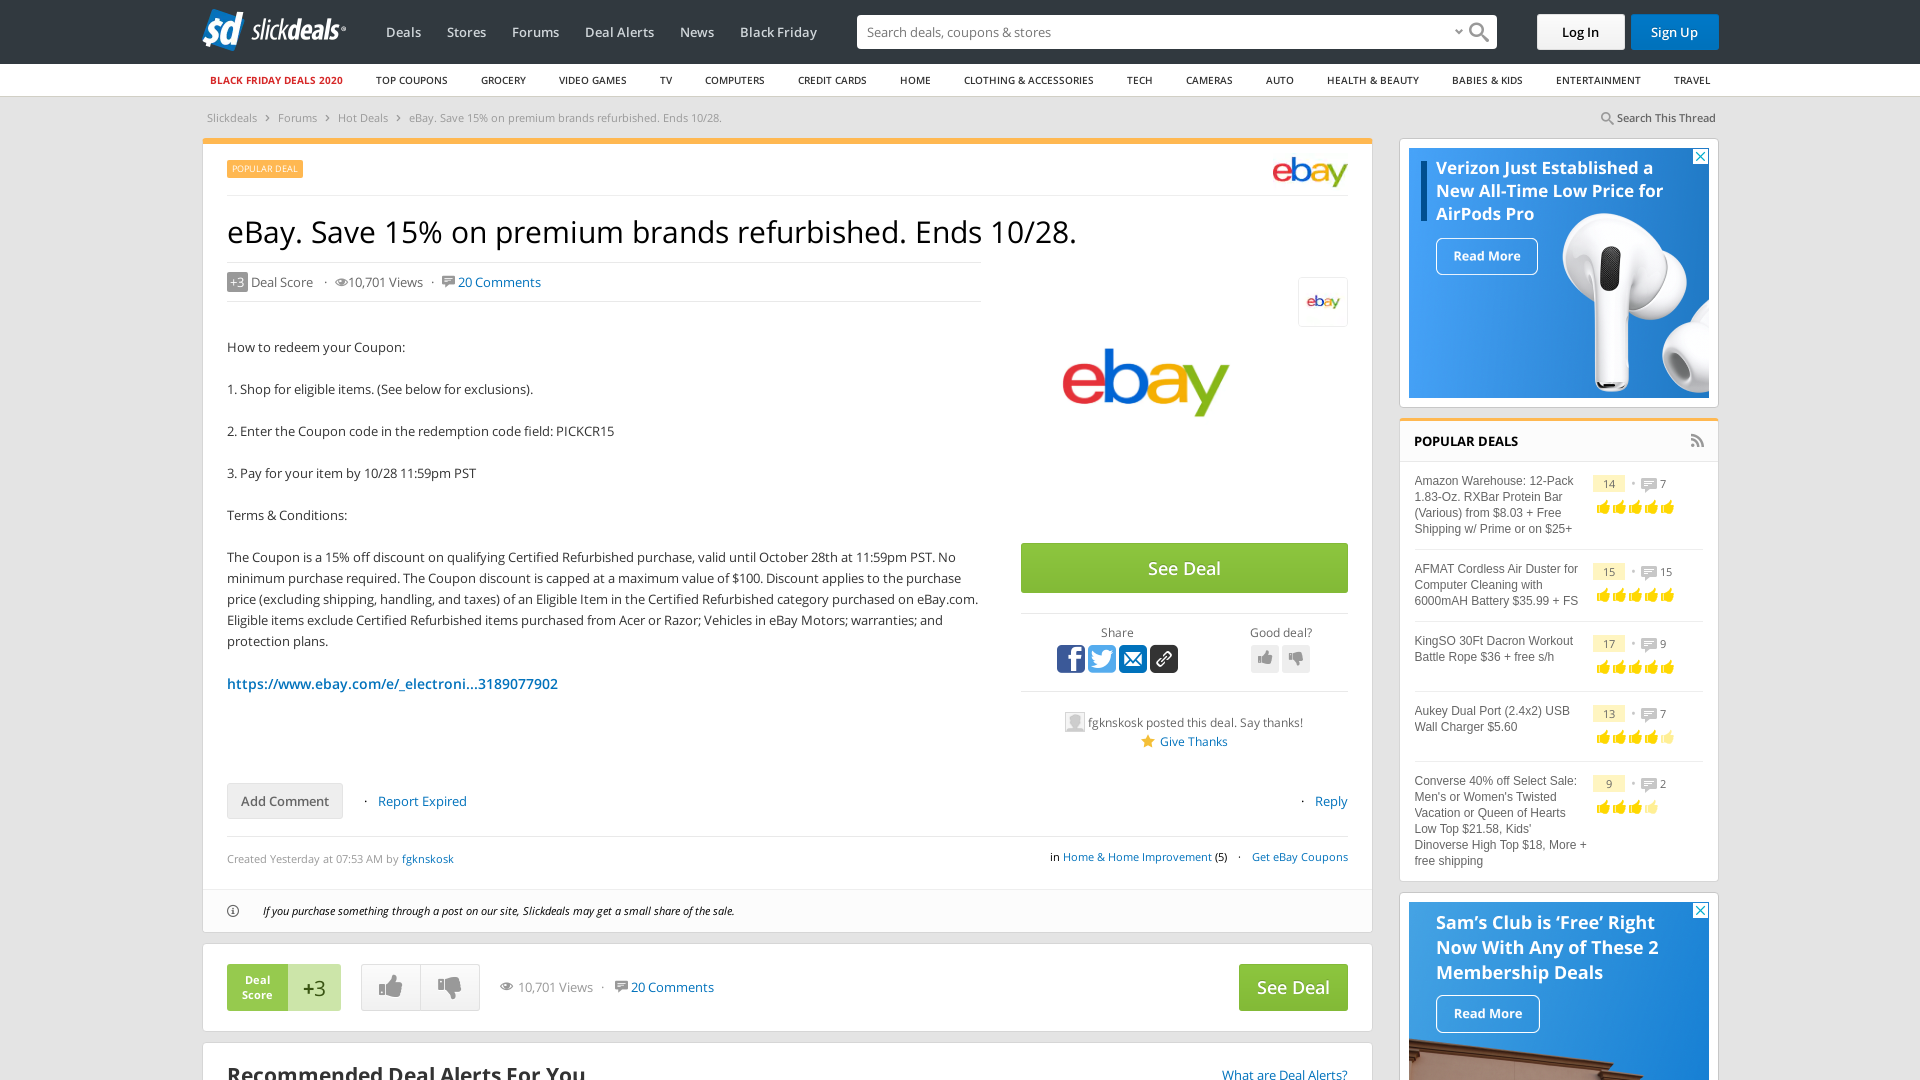 slickdeals
Deals
Stores
Forums
Deal Alerts
News
Black Friday
Search deals, coupons & stores
Log In
Sign Up
BLACK FRIDAY DEALS 2020
TOP COUPONS
GROCERY
VIDEO GAMES
TV
COMPUTERS
CREDIT CARDS
HOME
CLOTHING & ACCESSORIES
TECH
CAMERAS
AUTO
HEALTH & BEAUTY
BABIES & KIDS
ENTERTAINMENT
TRAVEL
Slickdeals > Forums > Hot Deals > eBay. Save 15% on premium brands refurbished. Ends 10/28.
Search This Thread
POPULAR DEAL
ebay
eBay. Save 15% on premium brands refurbished. Ends 10/28.
+3 Deal Score · 10,701 Views · 20 Comments
ebay
ebay
How to redeem your Coupon:
1. Shop for eligible items. (See below for exclusions).
2. Enter the Coupon code in the redemption code field: PICKCR15
3. Pay for your item by 10/28 11:59pm PST
Terms & Conditions:
The Coupon is a 15% off discount on qualifying Certified Refurbished purchase, valid until October 28th at 11:59pm PST. No
minimum purchase required. The Coupon discount is capped at a maximum value of $100. Discount applies to the purchase
price (excluding shipping, handling, and taxes) of an Eligible Item in the Certified Refurbished category purchased on eBay.com.
Eligible items exclude Certified Refurbished items purchased from Acer or Razor; Vehicles in eBay Motors; warranties; and
protection plans.
https://www.ebay.com/e/_electroni...3189077902
See Deal
Share
Good deal?
fgknskosk posted this deal. Say thanks!
Give Thanks
Add Comment
· Report Expired
· Reply
Created Yesterday at 07:53 AM by fgknskosk
in Home & Home Improvement (5) · Get eBay Coupons
If you purchase something through a post on our site, Slickdeals may get a small share of the sale.
Deal
Score
+3
10,701 Views · 20 Comments
See Deal
Recommended Deal Alerts For You
What are Deal Alerts?
Verizon Just Established a
New All-Time Low Price for
AirPods Pro
Read More
POPULAR DEALS
Amazon Warehouse: 12-Pack
1.83-Oz. RXBar Protein Bar
(Various) from $8.03 + Free
Shipping w/ Prime or on $25+
14 · 7
AFMAT Cordless Air Duster for
Computer Cleaning with
6000mAH Battery $35.99 + FS
15 · 15
KingSO 30Ft Dacron Workout
Battle Rope $36 + free s/h
17 · 9
Aukey Dual Port (2.4x2) USB
Wall Charger $5.60
13 · 7
Converse 40% off Select Sale:
Men's or Women's Twisted
Vacation or Queen of Hearts
Low Top $21.58, Kids'
Dinoverse High Top $18, More +
free shipping
9 · 2
Sam's Club is 'Free' Right
Now With Any of These 2
Membership Deals
Read More